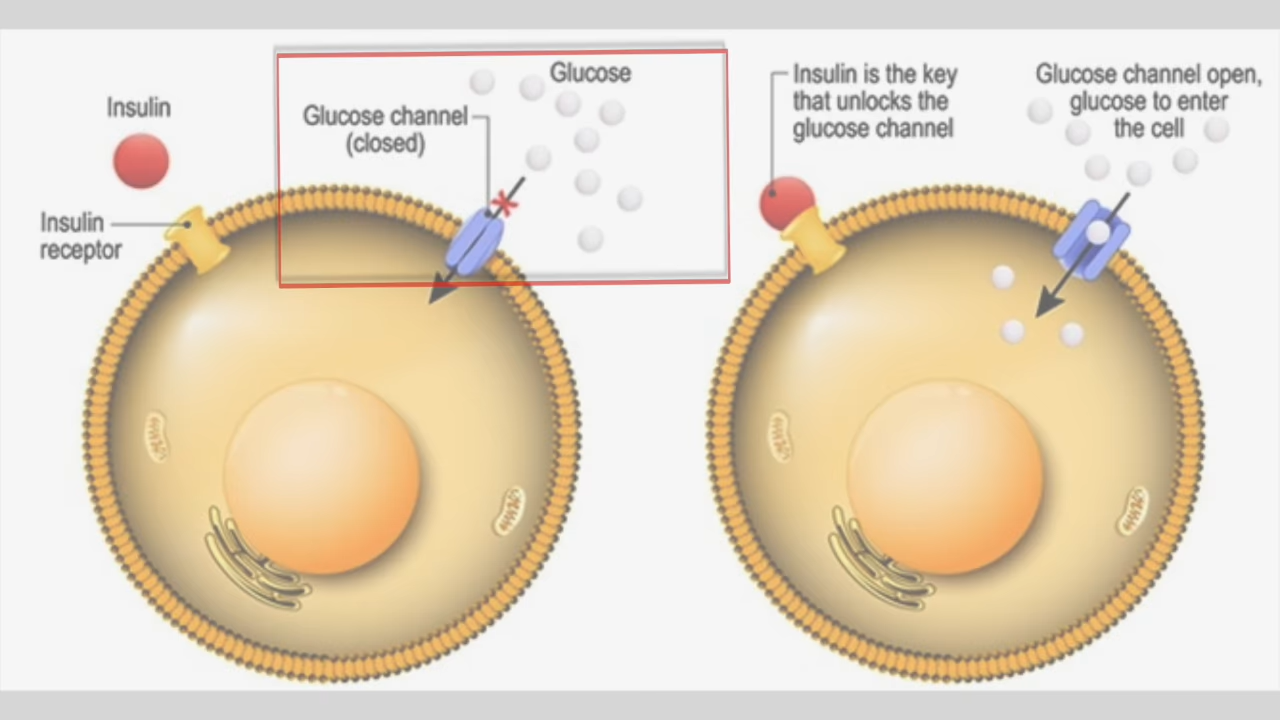 Insulin
Insulin
receptor
Glucose
Glucose channel
(closed)
Insulin is the key
that unlocks the
glucose channel
Glucose channel open,
glucose to enter
the cell